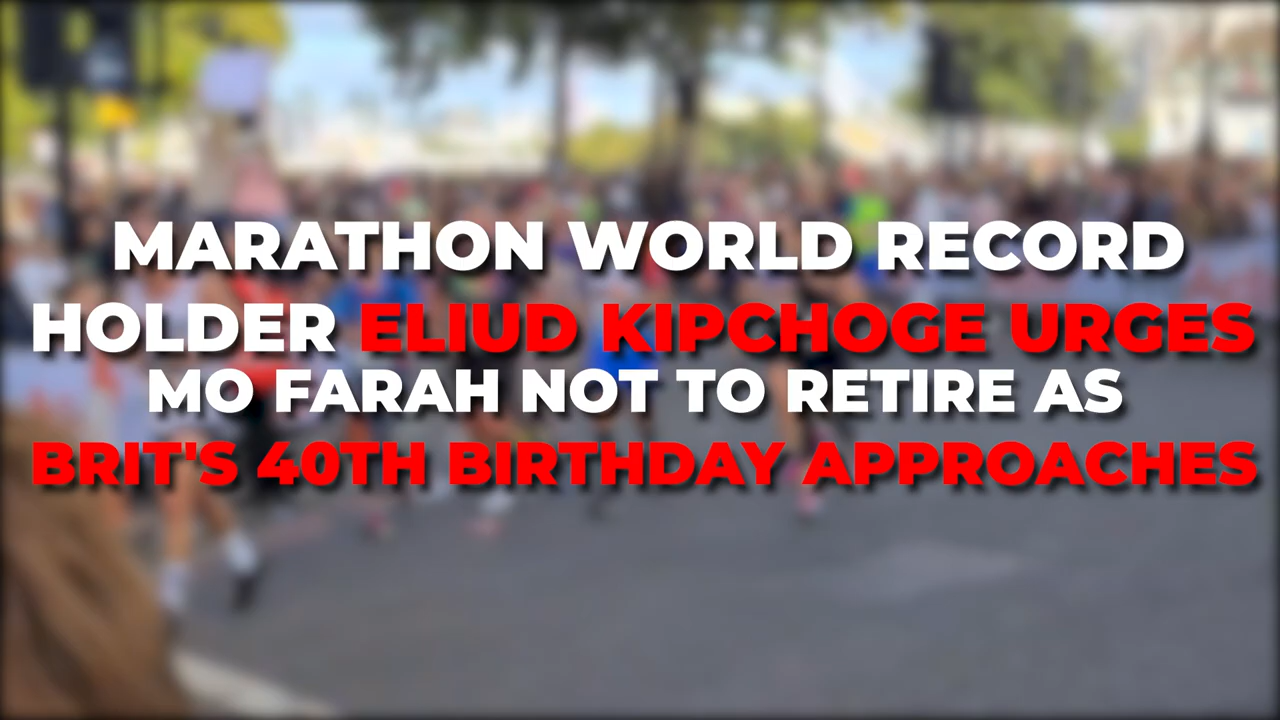 MARATHON WORLD RECORD
HOLDER ELIUD KIPCHOGE URGES
MO FARAH NOT TO RETIRE AS
BRIT'S 40TH BIRTHDAY APPROACHES